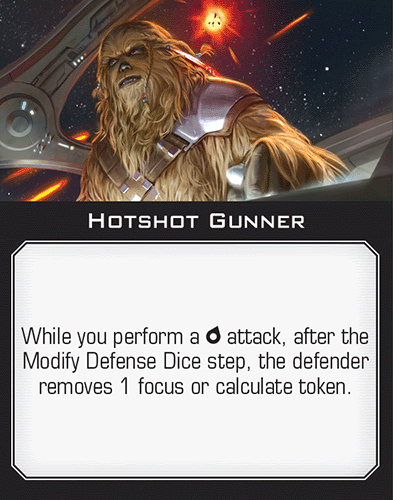 Hotshot Gunner
While you perform a attack, after the
Modify Defense Dice step, the defender
removes 1 focus or calculate token.